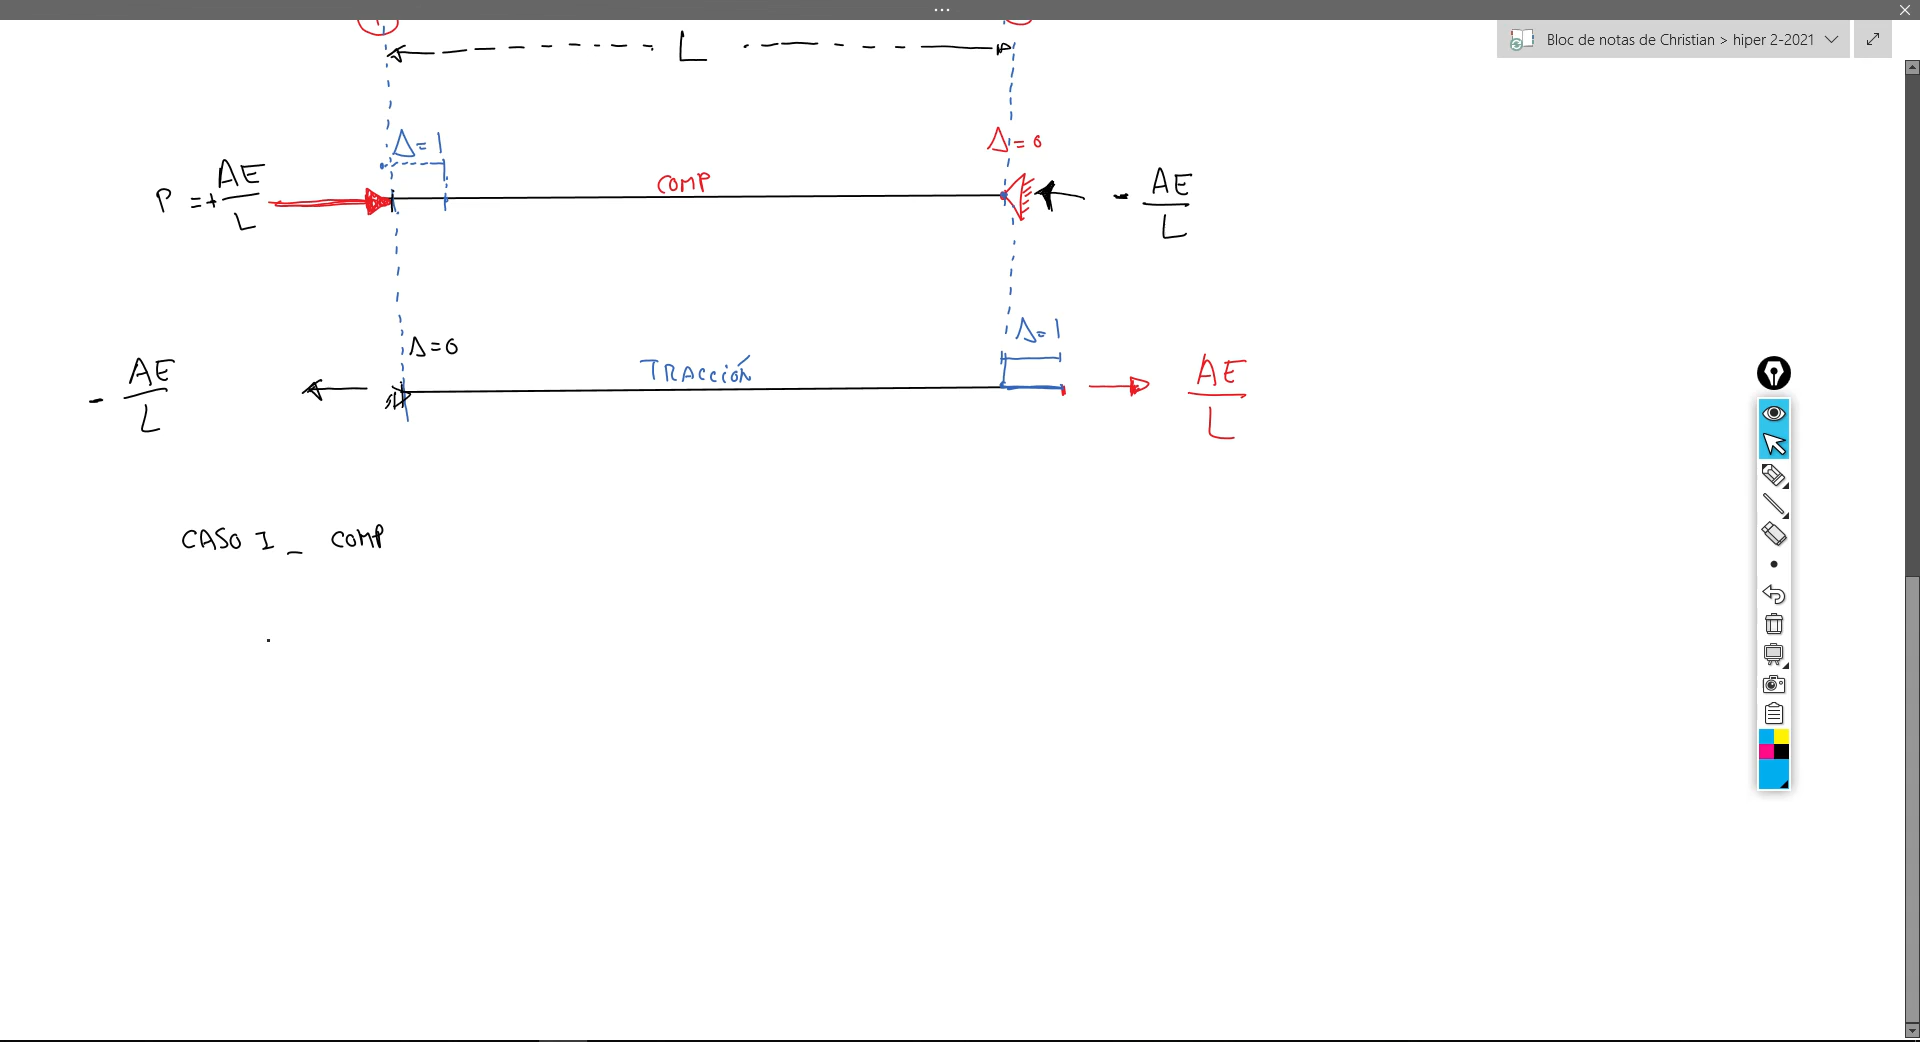 ...
Bloc de notas de Christian > hiper 2-2021
L
Δ=1
Δ=0
P = + AE/L
COMP
- AE/L
Δ=1
Δ=0
- AE/L
TRACCIÓN
AE/L
CASO I _ COMP